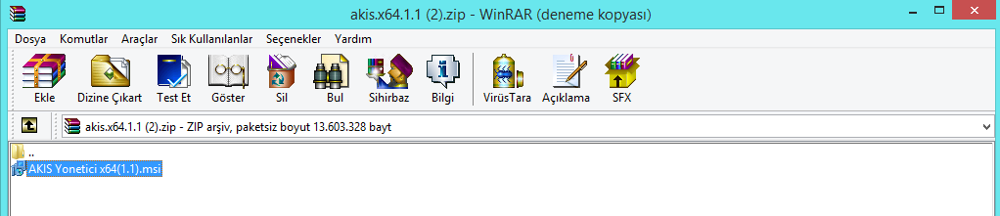 akis.x64.1.1 (2).zip - WinRAR (deneme kopyası)
Dosya Komutlar Araçlar Sık Kullanılanlar Seçenekler Yardım
Ekle Dizine Çıkart Test Et Göster Sil Bul Sihirbaz Bilgi VirüsTara Açıklama SFX
akis.x64.1.1 (2).zip - ZIP arşiv, paketsiz boyut 13.603.328 bayt
..
AKIS Yonetici x64(1.1).msi